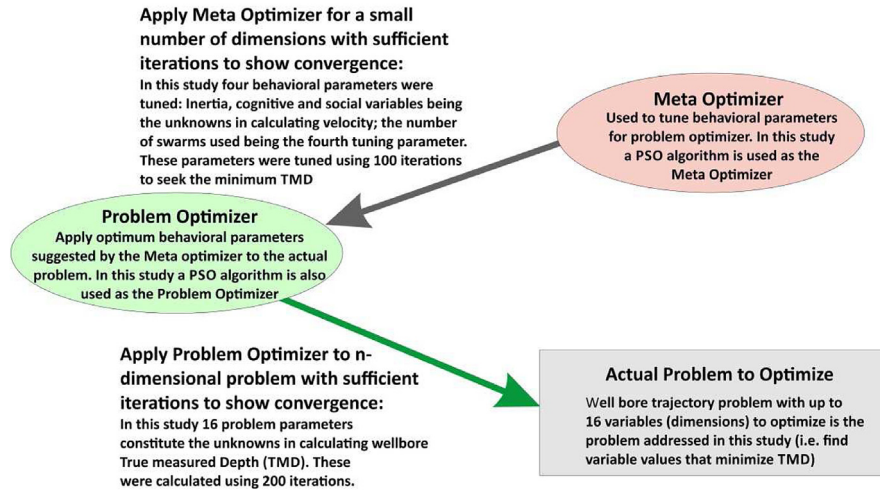 Apply Meta Optimizer for a small
number of dimensions with sufficient
iterations to show convergence:
In this study four behavioral parameters were
tuned: Inertia, cognitive and social variables being
the unknowns in calculating velocity; the number
of swarms used being the fourth tuning parameter.
These parameters were tuned using 100 iterations
to seek the minimum TMD
Meta Optimizer
Used to tune behavioral parameters
for problem optimizer. In this study
a PSO algorithm is used as the
Meta Optimizer
Problem Optimizer
Apply optimum behavioral parameters
suggested by the Meta optimizer to the actual
problem. In this study a PSO algorithm is also
used as the Problem Optimizer
Apply Problem Optimizer to n-
dimensional problem with sufficient
iterations to show convergence:
In this study 16 problem parameters
constitute the unknowns in calculating wellbore
True measured Depth (TMD). These
were calculated using 200 iterations.
Actual Problem to Optimize
Well bore trajectory problem with up to
16 variables (dimensions) to optimize is the
problem addressed in this study (i.e. find
variable values that minimize TMD)